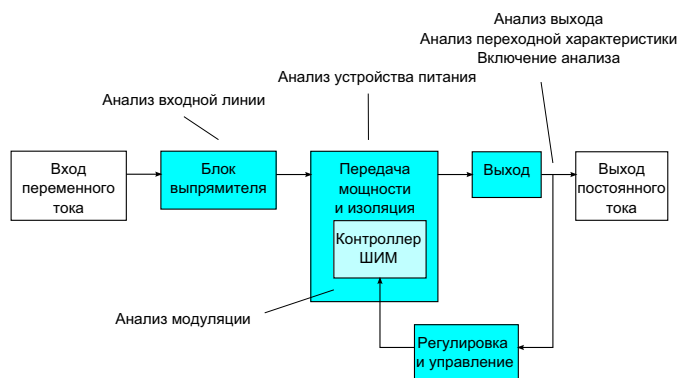 Анализ выхода
Анализ переходной характеристики
Включение анализа
Анализ устройства питания
Анализ входной линии
Вход
переменного
тока
Блок
выпрямителя
Передача
мощности
и изоляция
Контроллер
ШИМ
Выход
Выход
постоянного
тока
Анализ модуляции
Регулировка
и управление